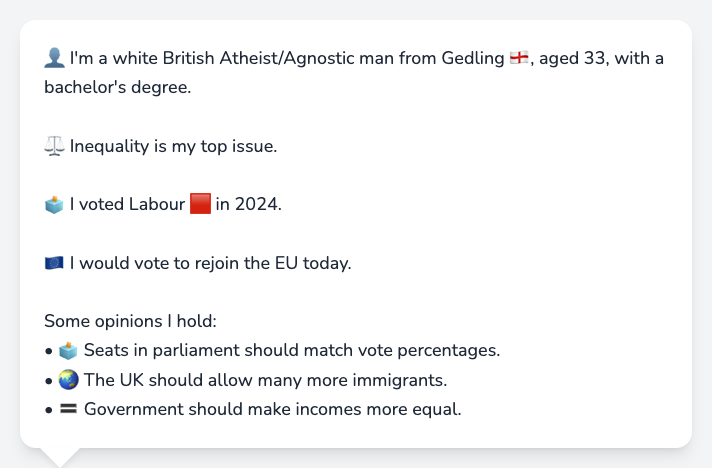 👤 I'm a white British Atheist/Agnostic man from Gedling 🏴󠁧󠁢󠁥󠁮󠁧󠁿, aged 33, with a
bachelor's degree.
⚖️ Inequality is my top issue.
🗳️ I voted Labour 🟥 in 2024.
🇪🇺 I would vote to rejoin the EU today.
Some opinions I hold:
• 🗳️ Seats in parliament should match vote percentages.
• 🌏 The UK should allow many more immigrants.
• 🟰 Government should make incomes more equal.